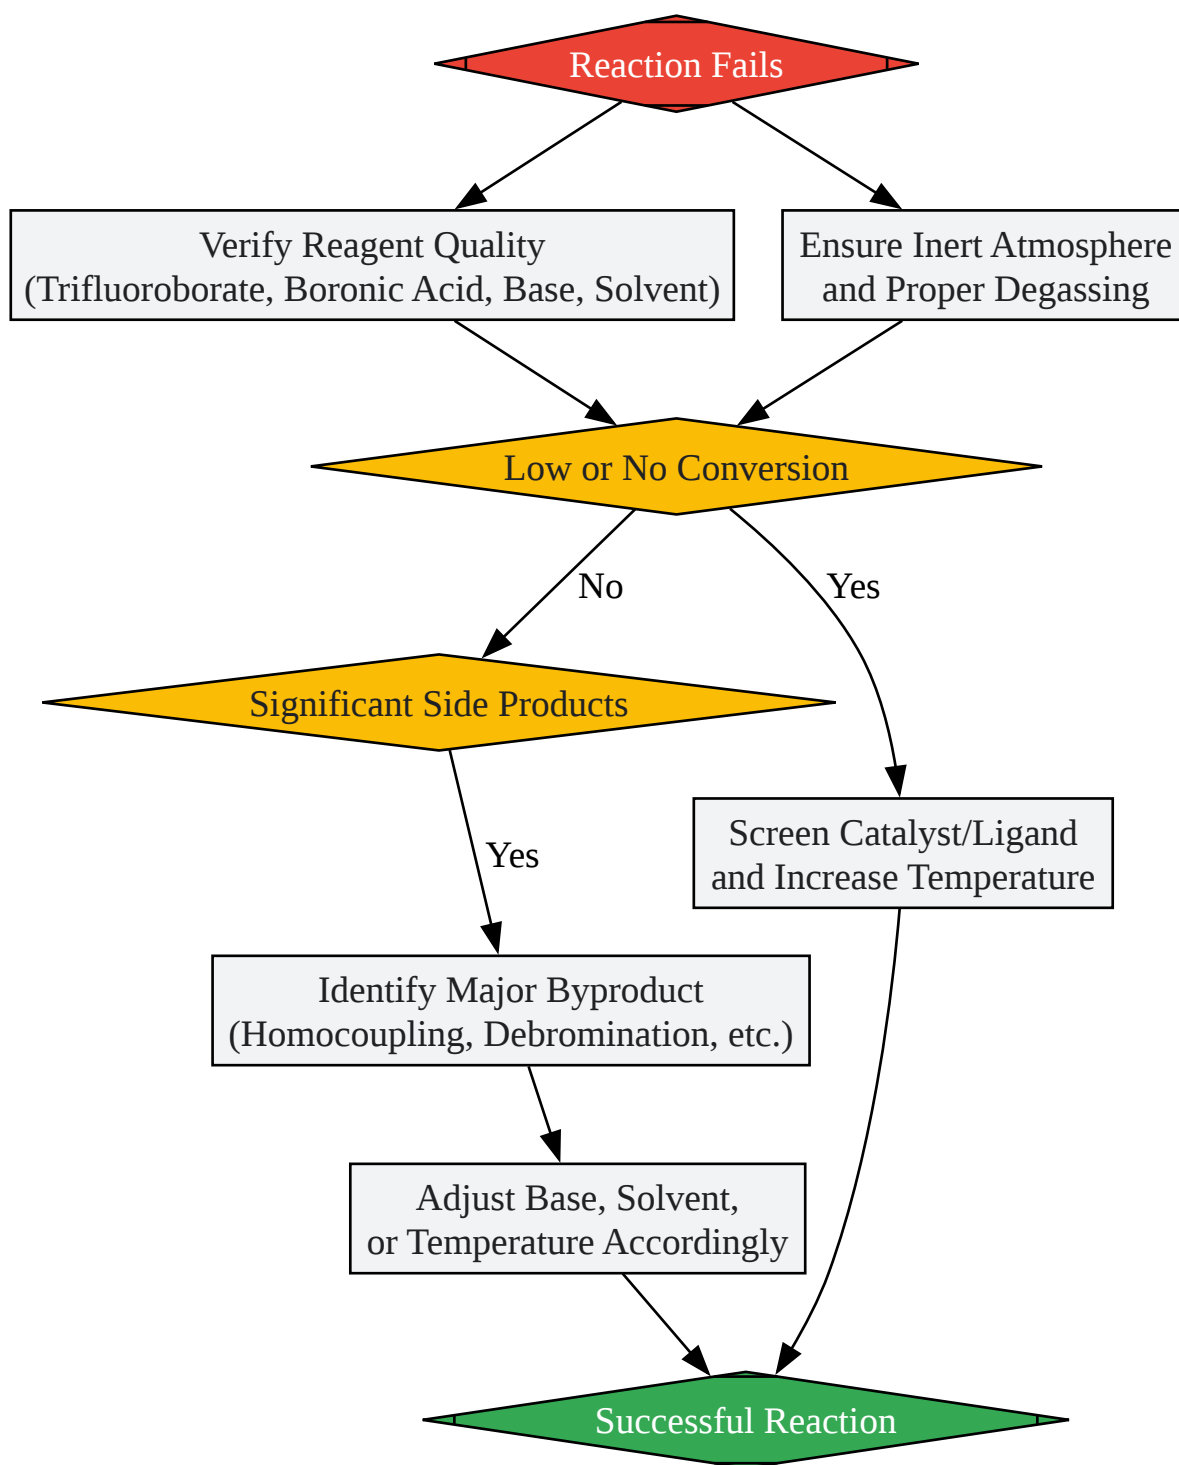 Reaction Fails
Verify Reagent Quality
(Trifluoroborate, Boronic Acid, Base, Solvent)
Ensure Inert Atmosphere
and Proper Degassing
Low or No Conversion
No
Yes
Significant Side Products
Screen Catalyst/Ligand
and Increase Temperature
Yes
Identify Major Byproduct
(Homocoupling, Debromination, etc.)
Adjust Base, Solvent,
or Temperature Accordingly
Successful Reaction